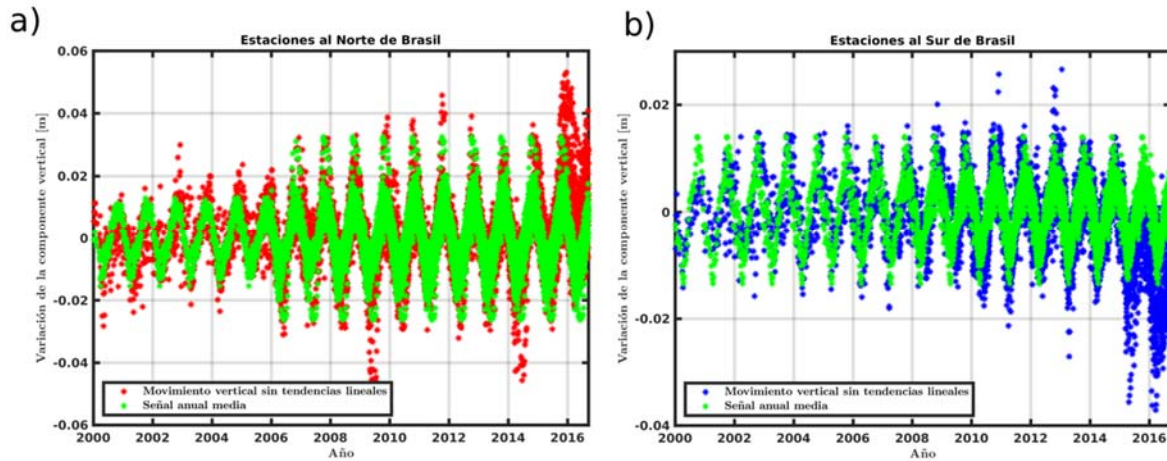 a)
Estaciones al Norte de Brasil
Variación de la componente vertical [m]
0.06
0.04
0.02
0
-0.02
-0.04
-0.06
Movimiento vertical sin tendencias lineales
Señal anual media
2000 2002 2004 2006 2008 2010 2012 2014 2016
Año
b)
Estaciones al Sur de Brasil
Variación de la componente vertical [m]
0.02
0
-0.02
-0.04
Movimiento vertical sin tendencias lineales
Señal anual media
2000 2002 2004 2006 2008 2010 2012 2014 2016
Año